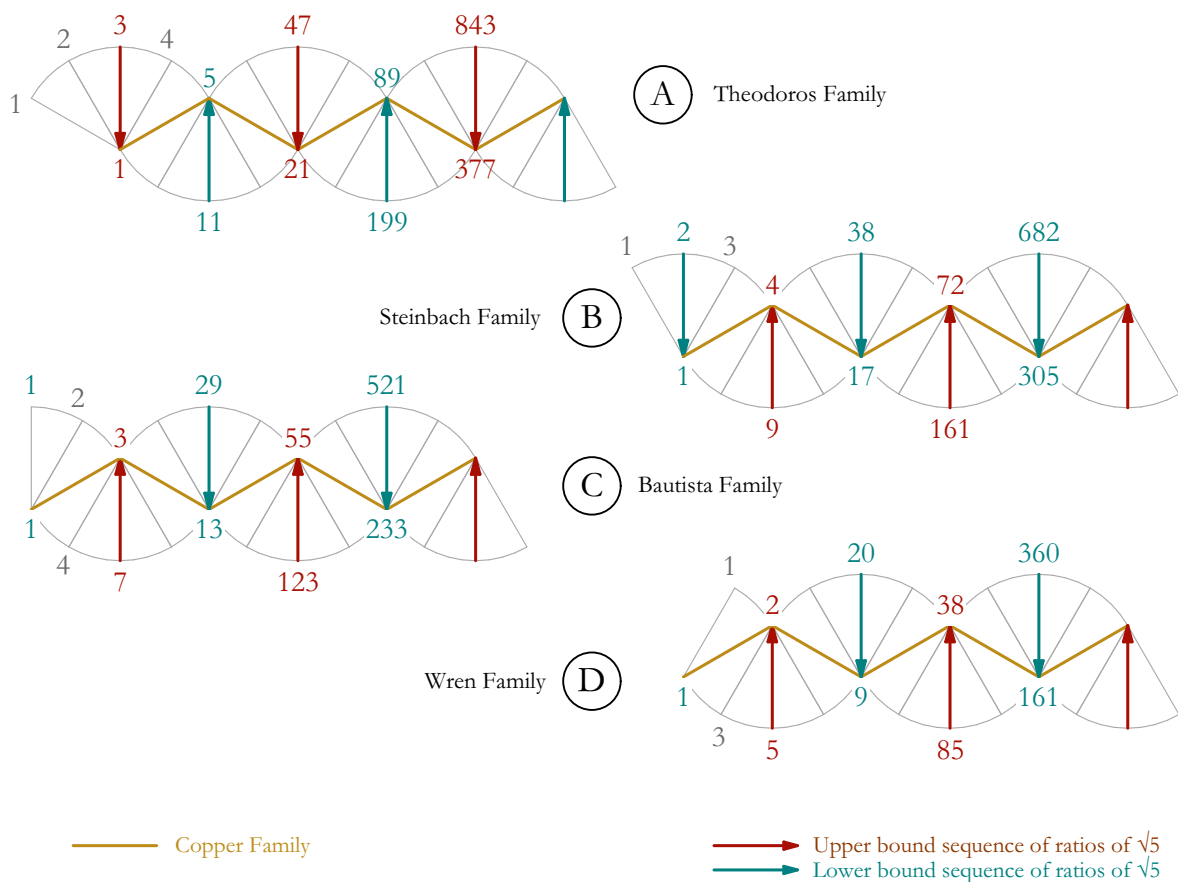 3 47 843
2 4
1 5 89
1 21 377
11 199
A Theodoros Family
2 38 682
1 3
4 72
1 17 305
9 161
Steinbach Family B
1 29 521
2
3 55
1 13 233
4
7 123
C Bautista Family
20 360
1
2 38
1 9 161
3
5 85
Wren Family D
Copper Family
Upper bound sequence of ratios of √5
Lower bound sequence of ratios of √5